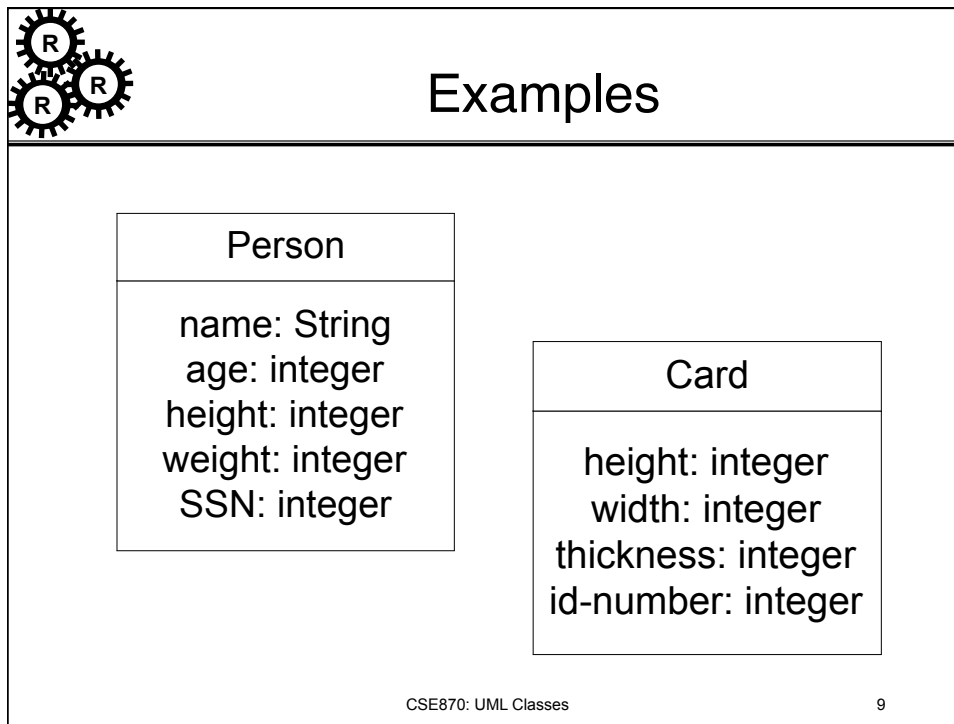 R
R
R
Examples
Person
name: String
age: integer
height: integer
weight: integer
SSN: integer
Card
height: integer
width: integer
thickness: integer
id-number: integer
CSE870: UML Classes
9